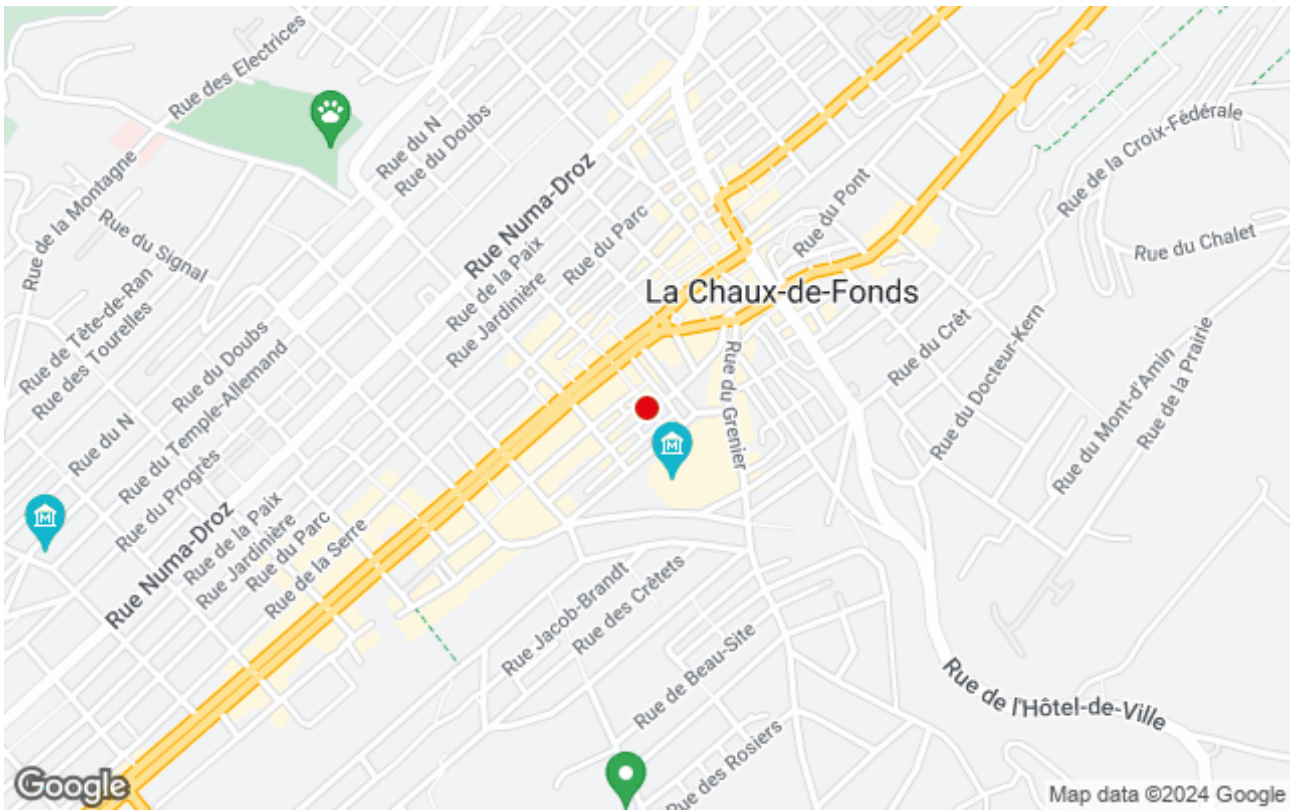 Rue des Electrices
Rue du N
Rue du Doubs
Rue de la Croix-Fédérale
Rue de la Montagne
Rue Numa-Droz
Rue du Pont
Rue du Parc
Rue du Signal
Rue du Chalet
Rue de la Paix
Rue Jardinière
La Chaux-de-Fonds
Rue de Tête-de-Ran
Rue des Tourelles
Rue du Doubs
Rue du Crêt
Rue du Temple-Allemand
Rue du Grenier
Rue du Docteur-Kern
Rue du Mont-d'Amin
Rue de la Prairie
Rue du N
Rue du Progrès
M
M
Rue de la Paix
Rue Jardinière
Rue du Parc
Rue de la Serre
Rue Numa-Droz
Rue Jacob-Brandt
Rue des Crêtets
Rue de Beau-Site
Rue de l'Hôtel-de-Ville
Rue des Rosiers
Google
Map data ©2024 Google